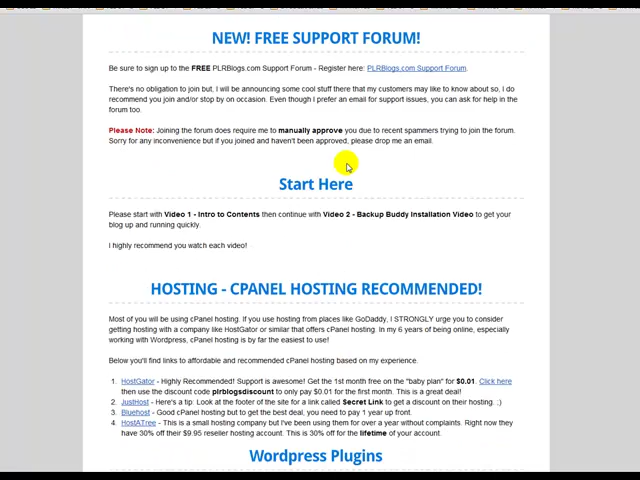 NEW! FREE SUPPORT FORUM!
Be sure to sign up to the FREE PLRBlogs.com Support Forum - Register here: PLRBlogs.com Support Forum.
There's no obligation to join but, I will be announcing some cool stuff there that my customers may like to know about so, I do
recommend you join and/or stop by on occasion. Even though I prefer an email for support issues, you can ask for help in the
forum too.
Please Note: Joining the forum does require me to manually approve you due to recent spammers trying to join the forum.
Sorry for any inconvenience but if you joined and haven't been approved, please drop me an email.
Start Here
Please start with Video 1 - Intro to Contents then continue with Video 2 - Backup Buddy Installation Video to get your
blog up and running quickly.
I highly recommend you watch each video!
HOSTING - CPANEL HOSTING RECOMMENDED!
Most of you will be using cPanel hosting. If you use hosting from places like GoDaddy, I STRONGLY urge you to consider
getting hosting with a company like HostGator or similar that offers cPanel hosting. In my 6 years of being online, especially
working with Wordpress, cPanel hosting is by far the easiest to use!
Below you'll find links to affordable and recommended cPanel hosting based on my experience.
1. HostGator - Highly Recommended! Support is awesome! Get the 1st month free on the "baby plan" for $0.01. Click here
then use the discount code plrblogsdiscount to only pay $0.01 for the first month. This is a great deal!
2. JustHost - Here's a tip: Look at the footer of the site for a link called $ecret Link to get a discount on their hosting. ;)
3. Bluehost - Good cPanel hosting but to get the best deal, you need to pay 1 year up front.
4. HostATree - This is a small hosting company but I've been using them for over a year without complaints. Right now they
have 30% off their $9.95 reseller hosting account. This is 30% off for the lifetime of your account.
Wordpress Plugins